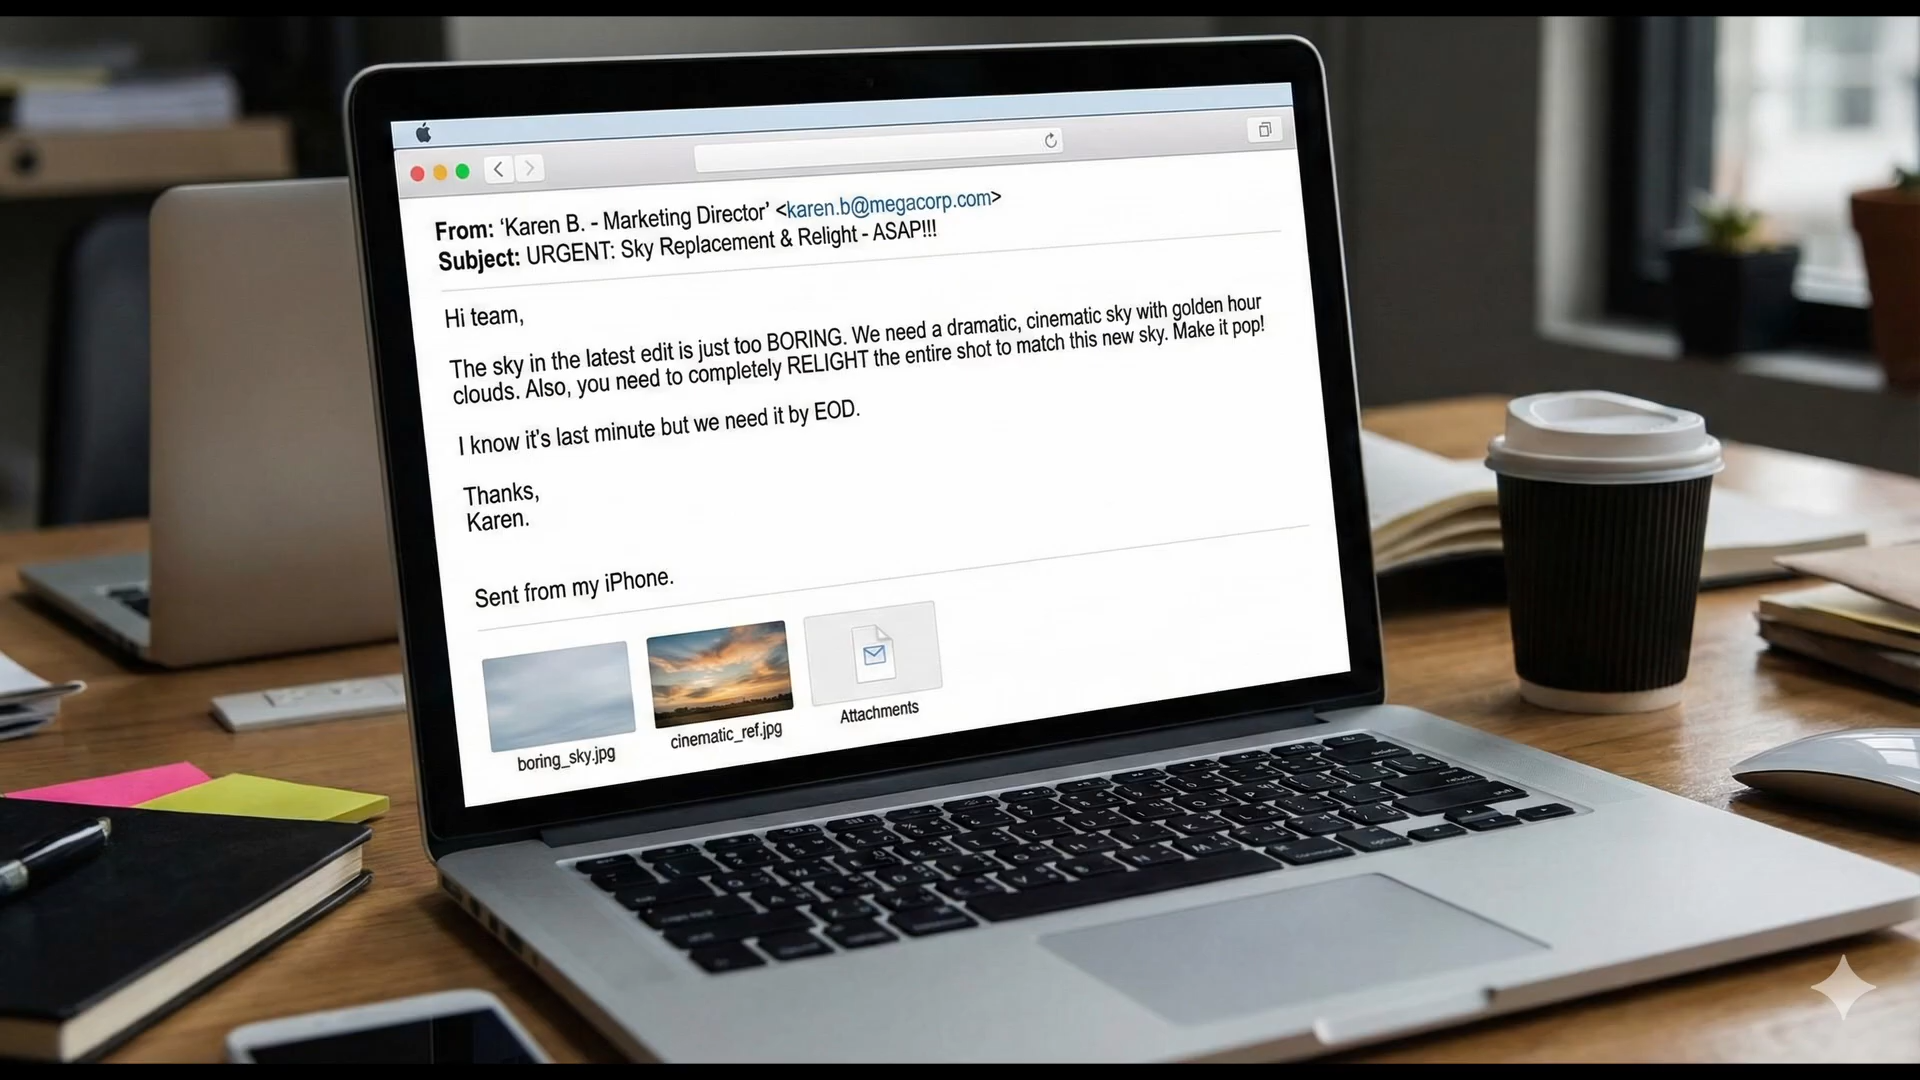 From: ‘Karen B. - Marketing Director’ <karen.b@megacorp.com>
Subject: URGENT: Sky Replacement & Relight - ASAP!!!
Hi team,
The sky in the latest edit is just too BORING. We need a dramatic, cinematic sky with golden hour
clouds. Also, you need to completely RELIGHT the entire shot to match this new sky. Make it pop!
I know it’s last minute but we need it by EOD.
Thanks,
Karen.
Sent from my iPhone.
boring_sky.jpg
cinematic_ref.jpg
Attachments